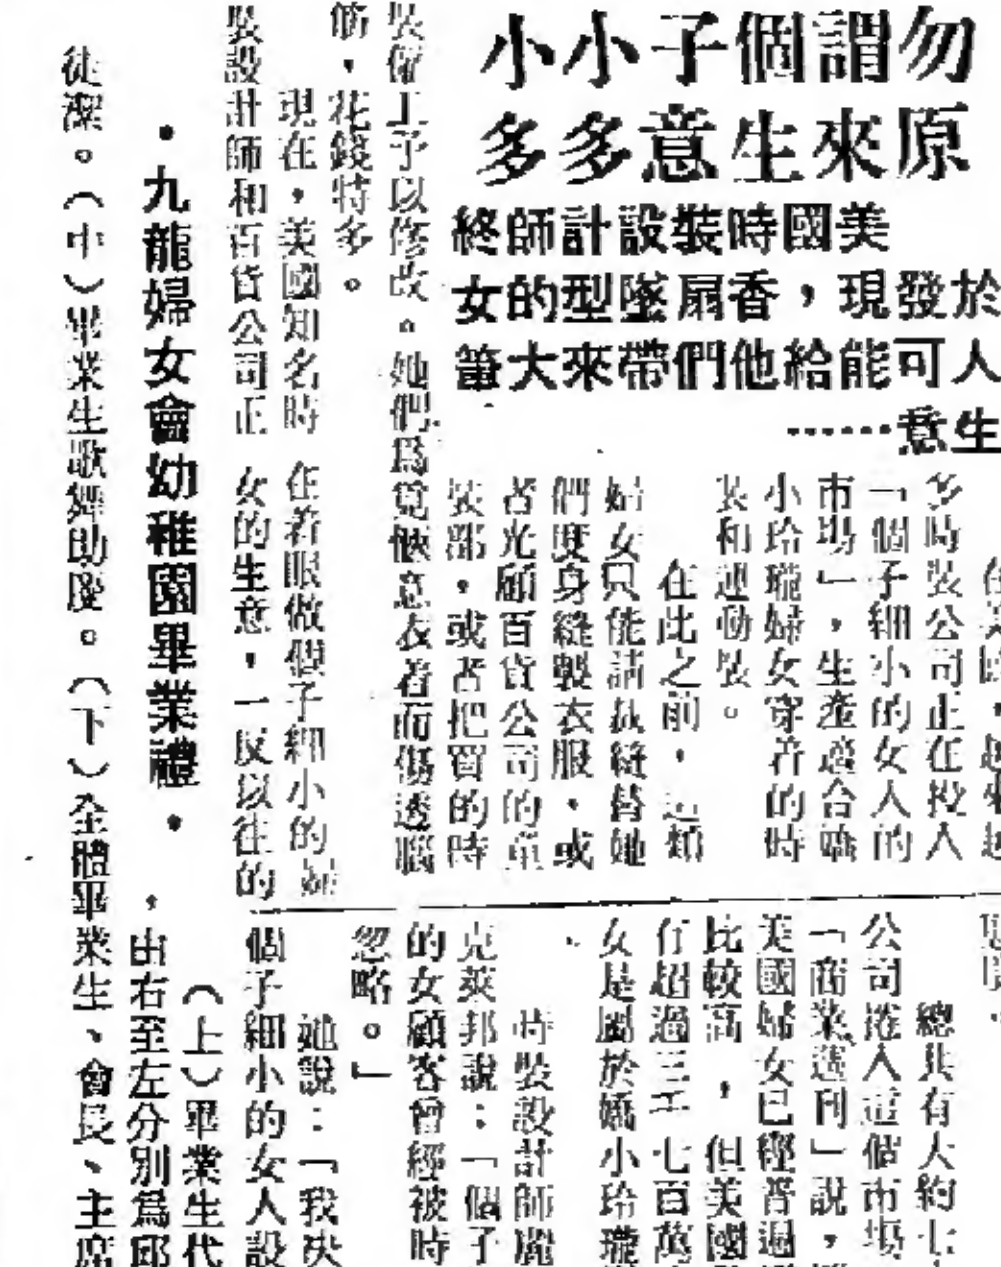 勿謂個子小小
原來生意多多
美國時裝設計師終
於發現，香扇墜型的女
人可能給他們帶來大筆
生意……
多時裝公司正在投入
一個子細小的女人的
市場」，生產適合嬌
小玲瓏婦女穿着的時
裝和運動裝。
在此之前，這類
婦女只能請裁縫替她
們度身縫製衣服，或
者光顧百貨公司的童
裝部，或者把買的時
裝僱工予以修改。她們爲覓愜意衣着而傷透腦
筋，花錢特多。
現在，美國知名時
裝設計師和百貨公司正
在着眼做個子細小的婦
女的生意，一反以往的
總共有大約七
公司捲入這個市場
「商業週刊」說，
美國婦女已經普遍
比較高，但美國
仍超過三千七百萬
女是屬於嬌小玲瓏
時裝設計師
克萊邦說：「個子
的女顧客曾經被時
忽略。」
她說：「我決
個子細小的女人設
•九龍婦女會幼稚園畢業禮•
（上）畢業生代
，由右至左分別爲邱
徒潔。（中）畢業生歌舞助慶。（下）全體畢業生、會長、主席